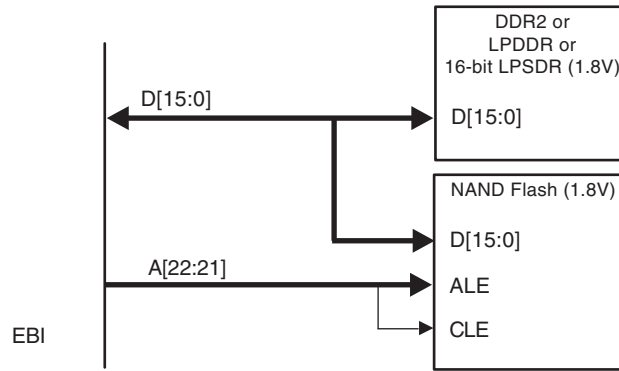 DDR2 or
LPDDR or
16-bit LPSDR (1.8V)
D[15:0]
D[15:0]
NAND Flash (1.8V)
D[15:0]
A[22:21]
ALE
CLE
EBI